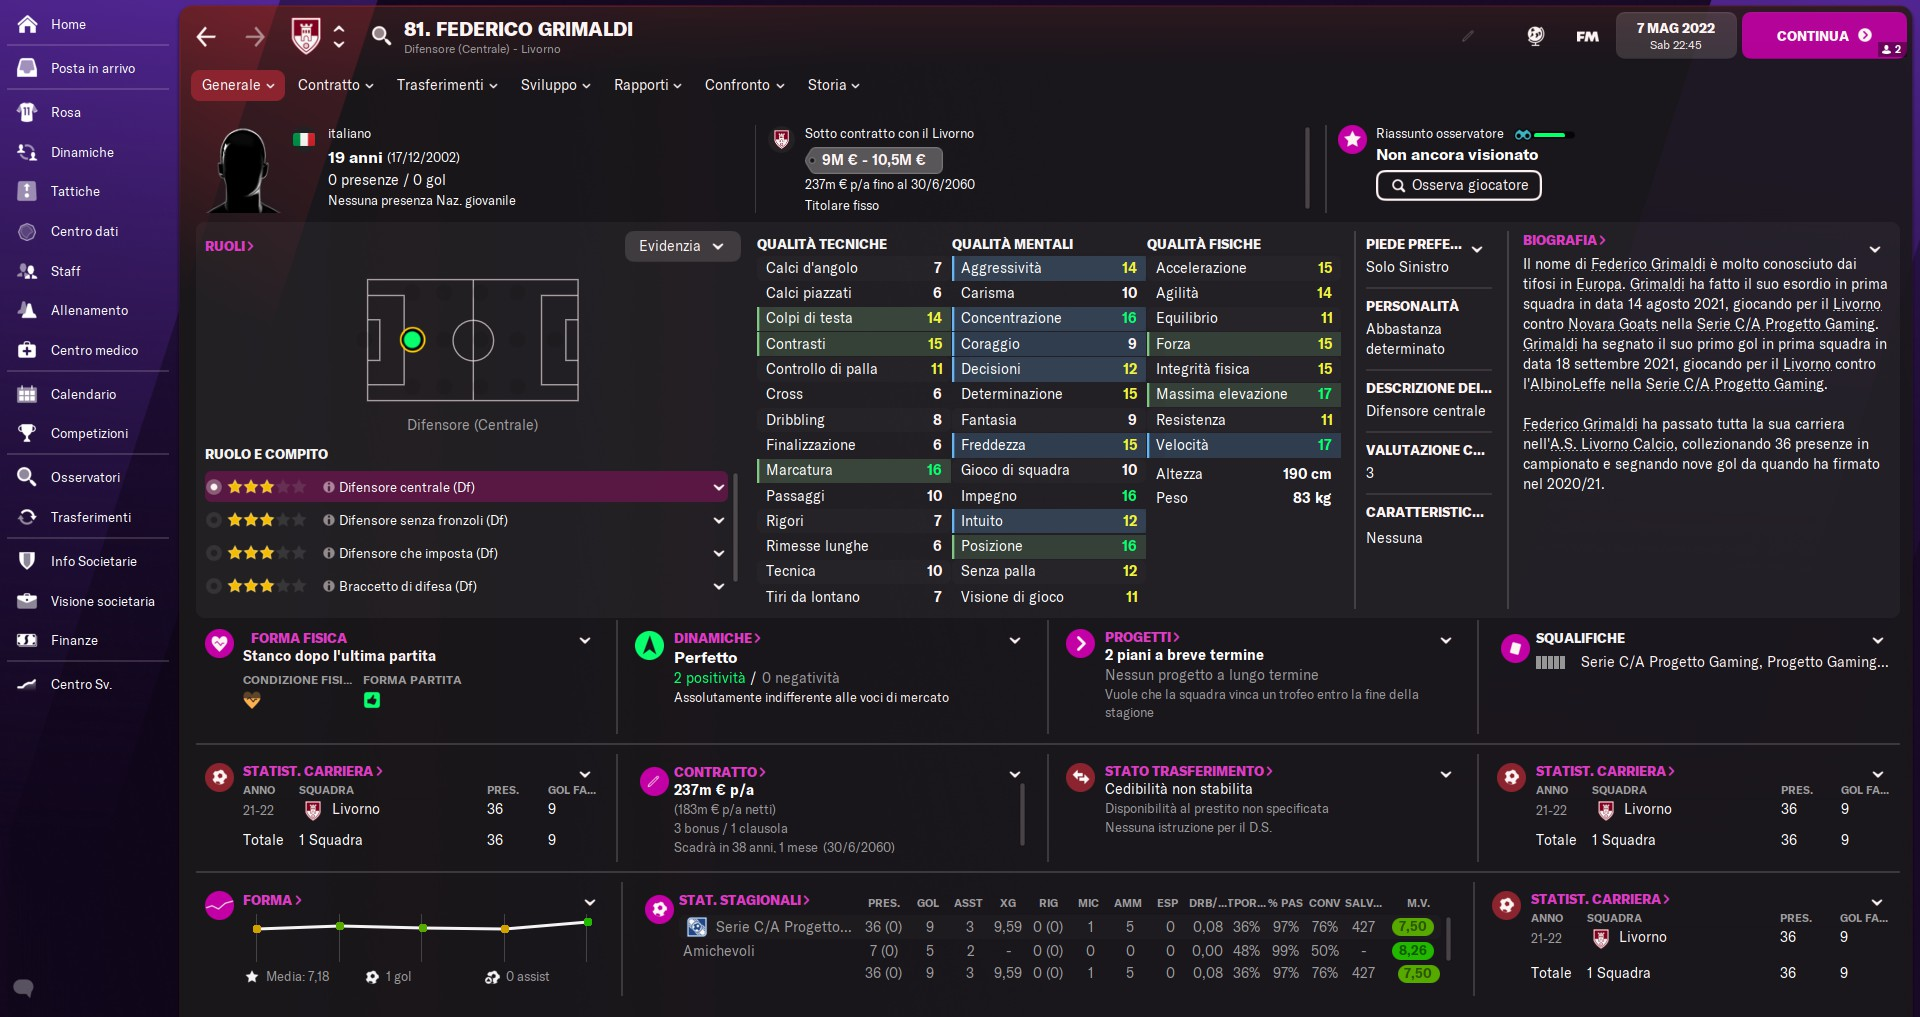 Home
Posta in arrivo
Rosa
Dinamiche
Tattiche
Centro dati
Staff
Allenamento
Centro medico
Calendario
Competizioni
Osservatori
Trasferimenti
Info Societarie
Visione societaria
Finanze
Centro Sv.
81. FEDERICO GRIMALDI
Difensore (Centrale) - Livorno
FM
7 MAG 2022
Sab 22:45
CONTINUA
2
Generale
Contratto
Trasferimenti
Sviluppo
Rapporti
Confronto
Storia
italiano
19 anni (17/12/2002)
0 presenze / 0 gol
Nessuna presenza Naz. giovanile
Sotto contratto con il Livorno
9M € - 10,5M €
237m € p/a fino al 30/6/2060
Titolare fisso
Riassunto osservatore
Non ancora visionato
Osserva giocatore
RUOLI
Evidenzia
Difensore (Centrale)
RUOLO E COMPITO
Difensore centrale (Df)
Difensore senza fronzoli (Df)
Difensore che imposta (Df)
Braccetto di difesa (Df)
QUALITÀ TECNICHE
Calci d'angolo 7
Calci piazzati 6
Colpi di testa 14
Contrasti 15
Controllo di palla 11
Cross 6
Dribbling 8
Finalizzazione 6
Marcatura 16
Passaggi 10
Rigori 7
Rimesse lunghe 6
Tecnica 10
Tiri da lontano 7
QUALITÀ MENTALI
Aggressività 14
Carisma 10
Concentrazione 16
Coraggio 9
Decisioni 12
Determinazione 15
Fantasia 9
Freddezza 15
Gioco di squadra 10
Impegno 16
Intuito 12
Posizione 16
Senza palla 12
Visione di gioco 11
QUALITÀ FISICHE
Accelerazione 15
Agilità 14
Equilibrio 11
Forza 15
Integrità fisica 15
Massima elevazione 17
Resistenza 11
Velocità 17
Altezza 190 cm
Peso 83 kg
PIEDE PREFE...
Solo Sinistro
PERSONALITÀ
Abbastanza
determinato
DESCRIZIONE DEI...
Difensore centrale
VALUTAZIONE C...
3
CARATTERISTIC...
Nessuna
BIOGRAFIA
Il nome di Federico Grimaldi è molto conosciuto dai
tifosi in Europa. Grimaldi ha fatto il suo esordio in prima
squadra in data 14 agosto 2021, giocando per il Livorno
contro Novara Goats nella Serie C/A Progetto Gaming.
Grimaldi ha segnato il suo primo gol in prima squadra in
data 18 settembre 2021, giocando per il Livorno contro
l'AlbinoLeffe nella Serie C/A Progetto Gaming.
Federico Grimaldi ha passato tutta la sua carriera
nell'A.S. Livorno Calcio, collezionando 36 presenze in
campionato e segnando nove gol da quando ha firmato
nel 2020/21.
FORMA FISICA
Stanco dopo l'ultima partita
CONDIZIONE FISI... FORMA PARTITA
DINAMICHE
Perfetto
2 positività / 0 negatività
Assolutamente indifferente alle voci di mercato
PROGETTI
2 piani a breve termine
Nessun progetto a lungo termine
Vuole che la squadra vinca un trofeo entro la fine della
stagione
SQUALIFICHE
Serie C/A Progetto Gaming, Progetto Gaming...
STATIST. CARRIERA
ANNO SQUADRA PRES. GOL FA...
21-22 Livorno 36 9
Totale 1 Squadra 36 9
CONTRATTO
237m € p/a
(183m € p/a netti)
3 bonus / 1 clausola
Scadrà in 38 anni, 1 mese (30/6/2060)
STATO TRASFERIMENTO
Cedibilità non stabilita
Disponibilità al prestito non specificata
Nessuna istruzione per il D.S.
STATIST. CARRIERA
ANNO SQUADRA PRES. GOL FA...
21-22 Livorno 36 9
Totale 1 Squadra 36 9
FORMA
Media: 7,18 1 gol 0 assist
STAT. STAGIONALI PRES. GOL ASST XG RIG MIC AMM ESP DRB/... TPOR... % PAS CONV SALV... M.V.
Serie C/A Progetto... 36 (0) 9 3 9,59 0 (0) 1 5 0 0,08 36% 97% 76% 427 7,50
Amichevoli 7 (0) 5 2 - 0 (0) 0 0 0 0,00 48% 99% 50% - 8,26
36 (0) 9 3 9,59 0 (0) 1 5 0 0,08 36% 97% 76% 427 7,50
STATIST. CARRIERA
ANNO SQUADRA PRES. GOL FA...
21-22 Livorno 36 9
Totale 1 Squadra 36 9